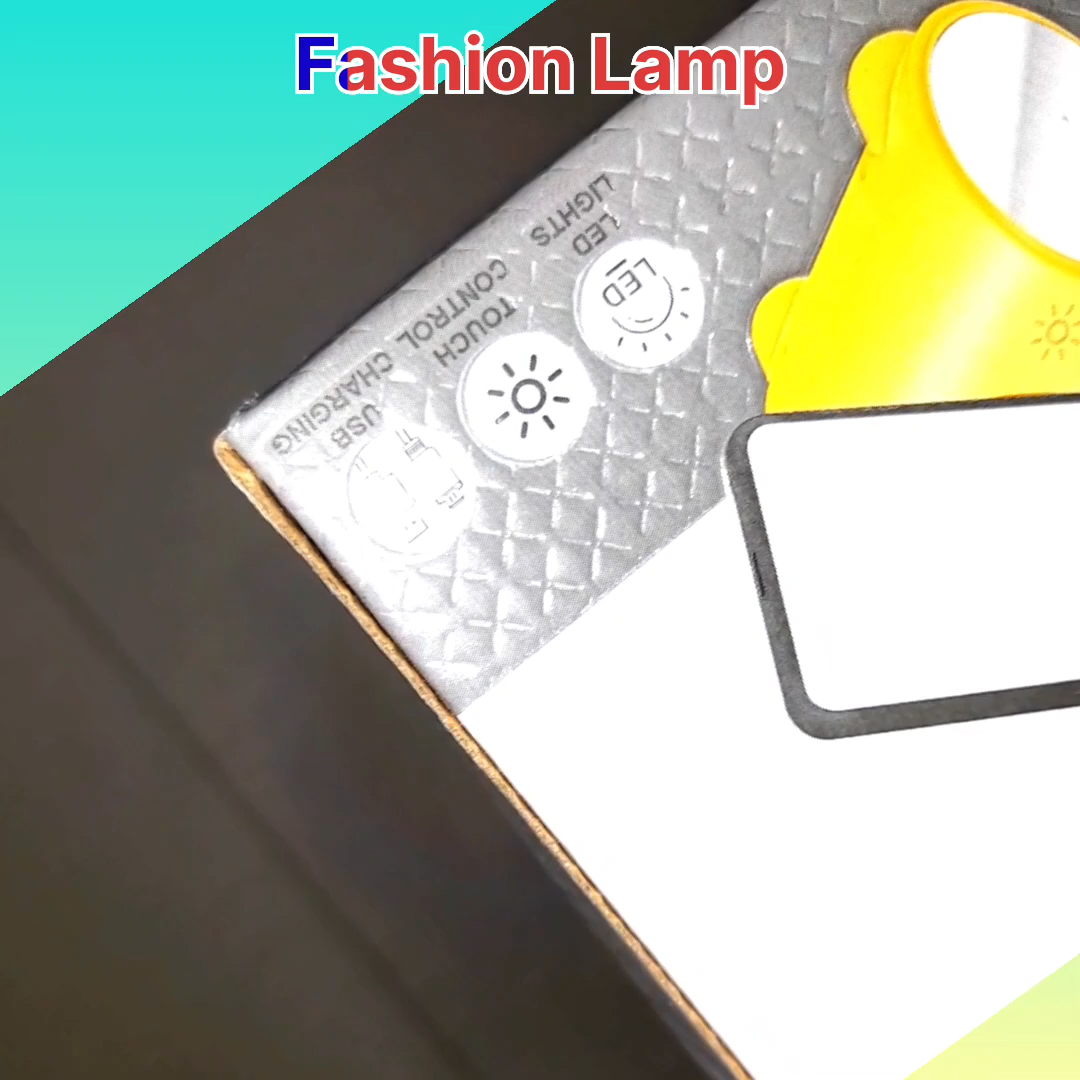 Fashion Lamp
LED
LIGHTS
LED
TOUCH
CONTROL
USB
CHARGING